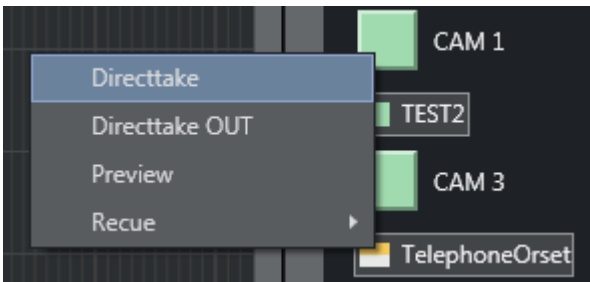 CAM 1
Directtake
TEST2
Directtake OUT
Preview
CAM 3
Recue
TelephoneOrset